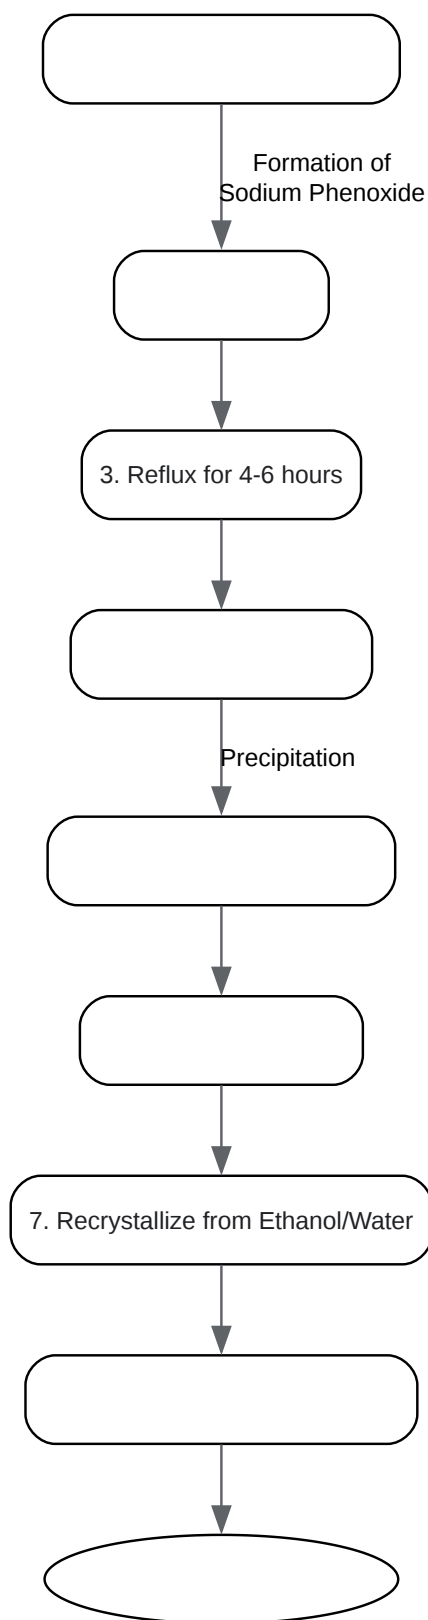 Formation of
Sodium Phenoxide
3. Reflux for 4-6 hours
Precipitation
7. Recrystallize from Ethanol/Water